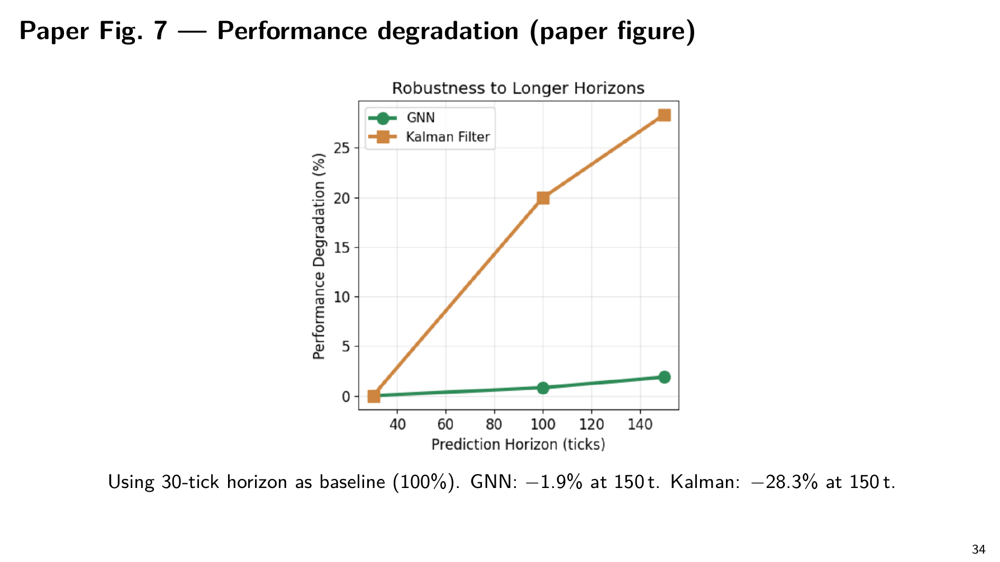 Paper Fig. 7 — Performance degradation (paper figure)
Robustness to Longer Horizons
GNN
Kalman Filter
Performance Degradation (%)
25
20
15
10
5
0
40 60 80 100 120 140
Prediction Horizon (ticks)
Using 30-tick horizon as baseline (100%). GNN: −1.9% at 150 t. Kalman: −28.3% at 150 t.
34